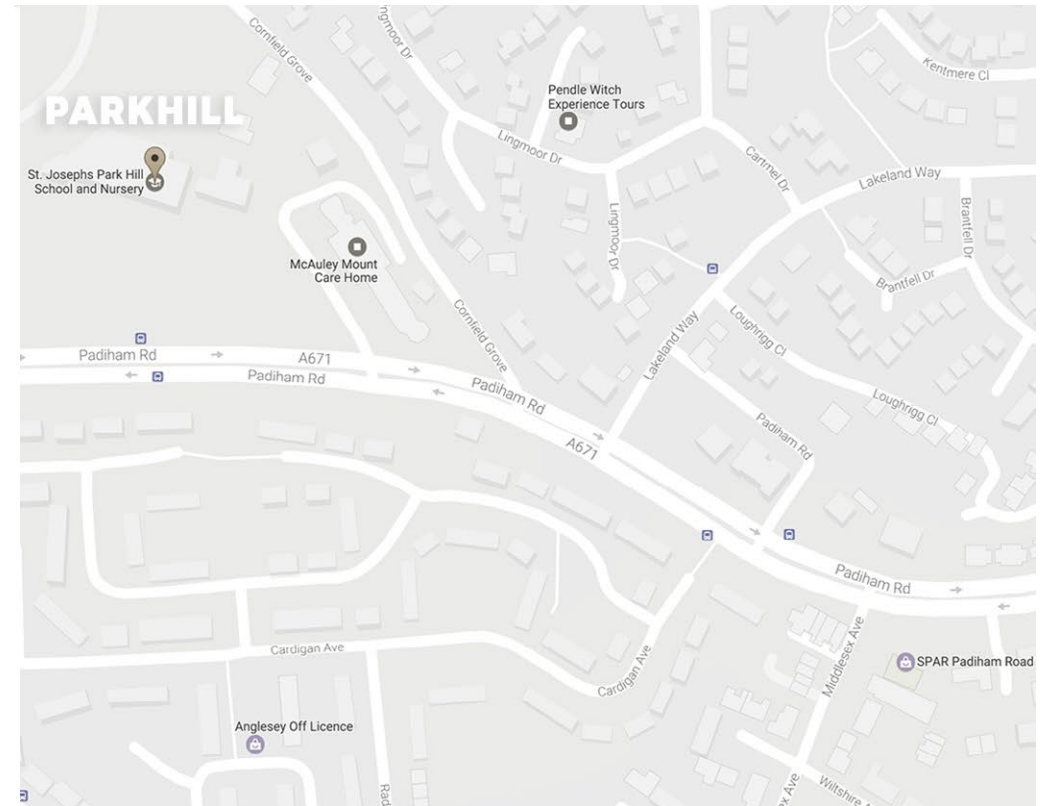 Lingmoor Dr
Cornfield Grove
Kentmere Cl
Pendle Witch
Experience Tours
PARKHILL
Lingmoor Dr
Cartmel Dr
St. Josephs Park Hill
School and Nursery
Lakeland Way
Brantfell Dr
Lingmoor Dr
McAuley Mount
Care Home
Brantfell Dr
Cornfield Grove
Loughrigg Cl
Lakeland Way
Padiham Rd
A671
Padiham Rd
Padiham Rd
Loughrigg Cl
Padiham Rd
A671
Padiham Rd
Cardigan Ave
Middlesex Ave
SPAR Padiham Road
Cardigan Ave
Anglesey Off Licence
Rad
x Ave
Wiltshire A